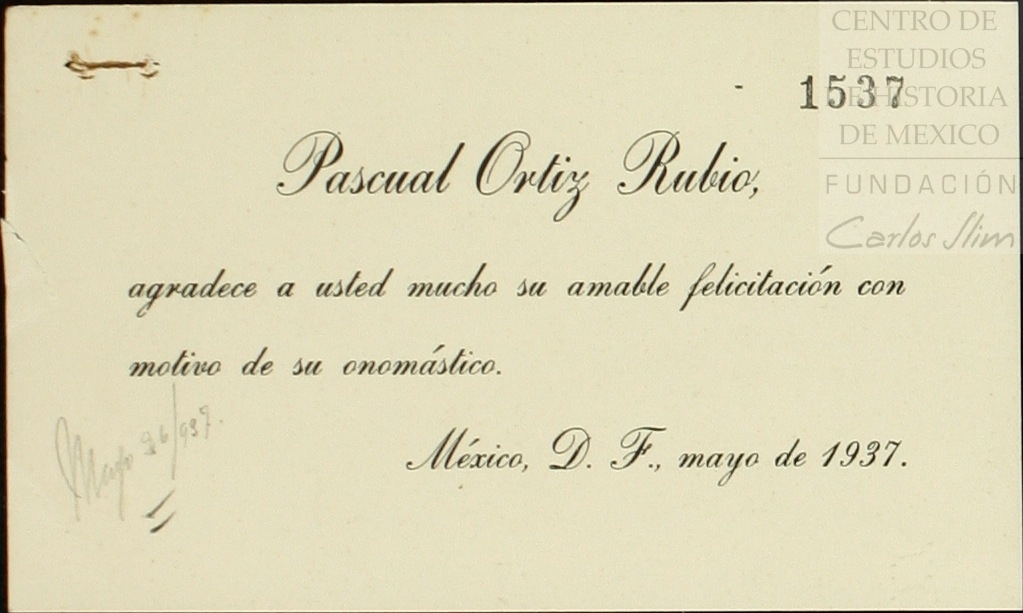 CENTRO DE
ESTUDIOS
DE HISTORIA
DE MEXICO
FUNDACIÓN
Carlos Slim
1537
Pascual Ortiz Rubio,
agradece a usted mucho su amable felicitación con
motivo de su onomástico.
México, D. F., mayo de 1937.
Mayo 26/937.